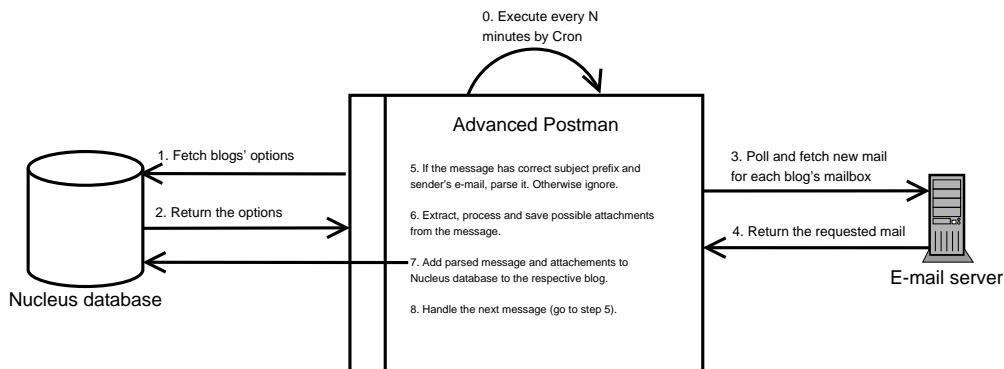 0. Execute every N
minutes by Cron
Advanced Postman
1. Fetch blogs' options
2. Return the options
Nucleus database
5. If the message has correct subject prefix and
sender's e-mail, parse it. Otherwise ignore.
6. Extract, process and save possible attachments
from the message.
7. Add parsed message and attachements to
Nucleus database to the respective blog.
8. Handle the next message (go to step 5).
3. Poll and fetch new mail
for each blog's mailbox
4. Return the requested mail
E-mail server